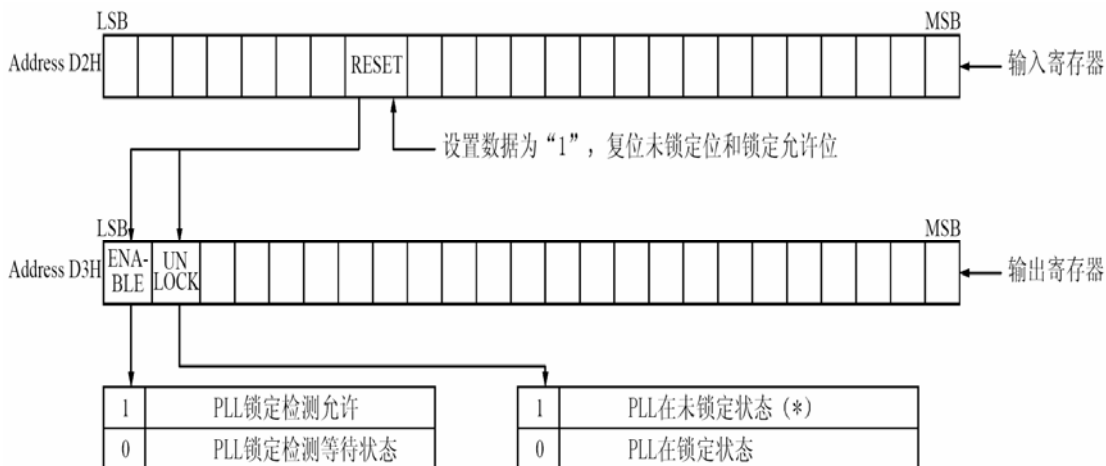 LSB MSB
Address D2H RESET 输入寄存器
设置数据为“1”，复位未锁定位和锁定允许位
LSB MSB
Address D3H ENA-BLE UN LOCK 输出寄存器
1 PLL锁定检测允许 1 PLL在未锁定状态 (*)
0 PLL锁定检测等待状态 0 PLL在锁定状态